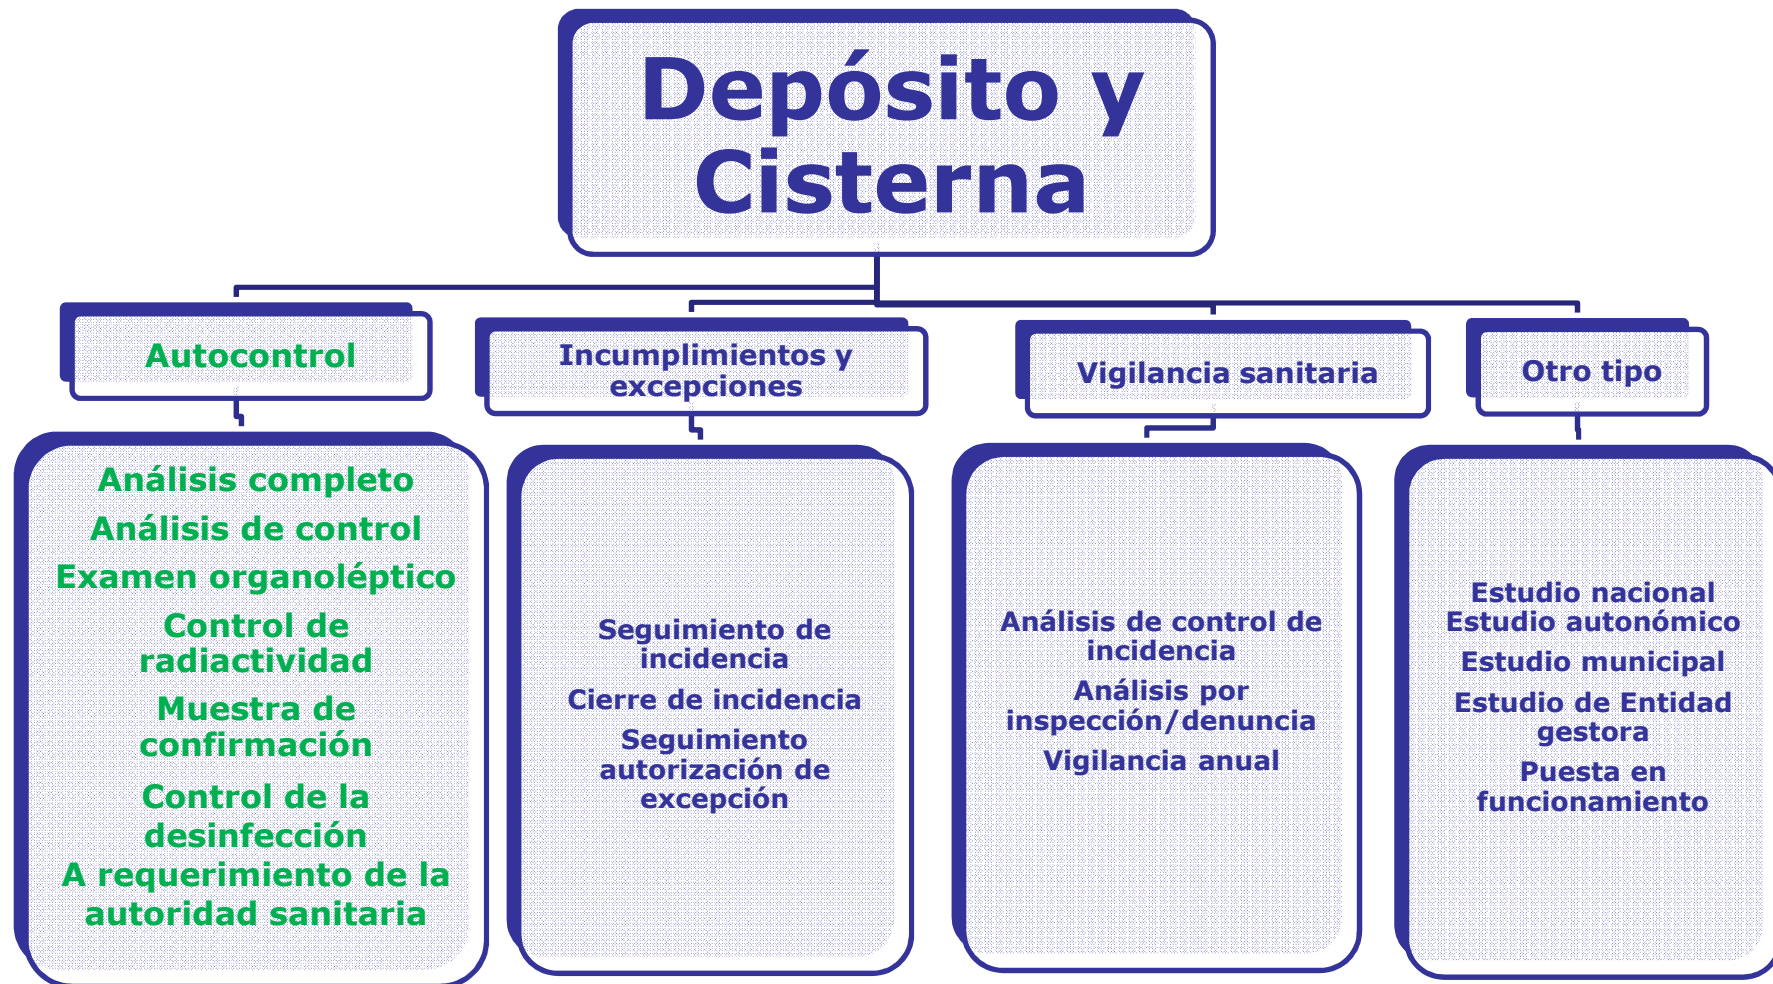 Depósito y
Cisterna
Autocontrol
Análisis completo
Análisis de control
Examen organoléptico
Control de
radiactividad
Muestra de
confirmación
Control de la
desinfección
A requerimiento de la
autoridad sanitaria
Incumplimientos y
excepciones
Seguimiento de
incidencia
Cierre de incidencia
Seguimiento
autorización de
excepción
Vigilancia sanitaria
Análisis de control de
incidencia
Análisis por
inspección/denuncia
Vigilancia anual
Otro tipo
Estudio nacional
Estudio autonómico
Estudio municipal
Estudio de Entidad
gestora
Puesta en
funcionamiento